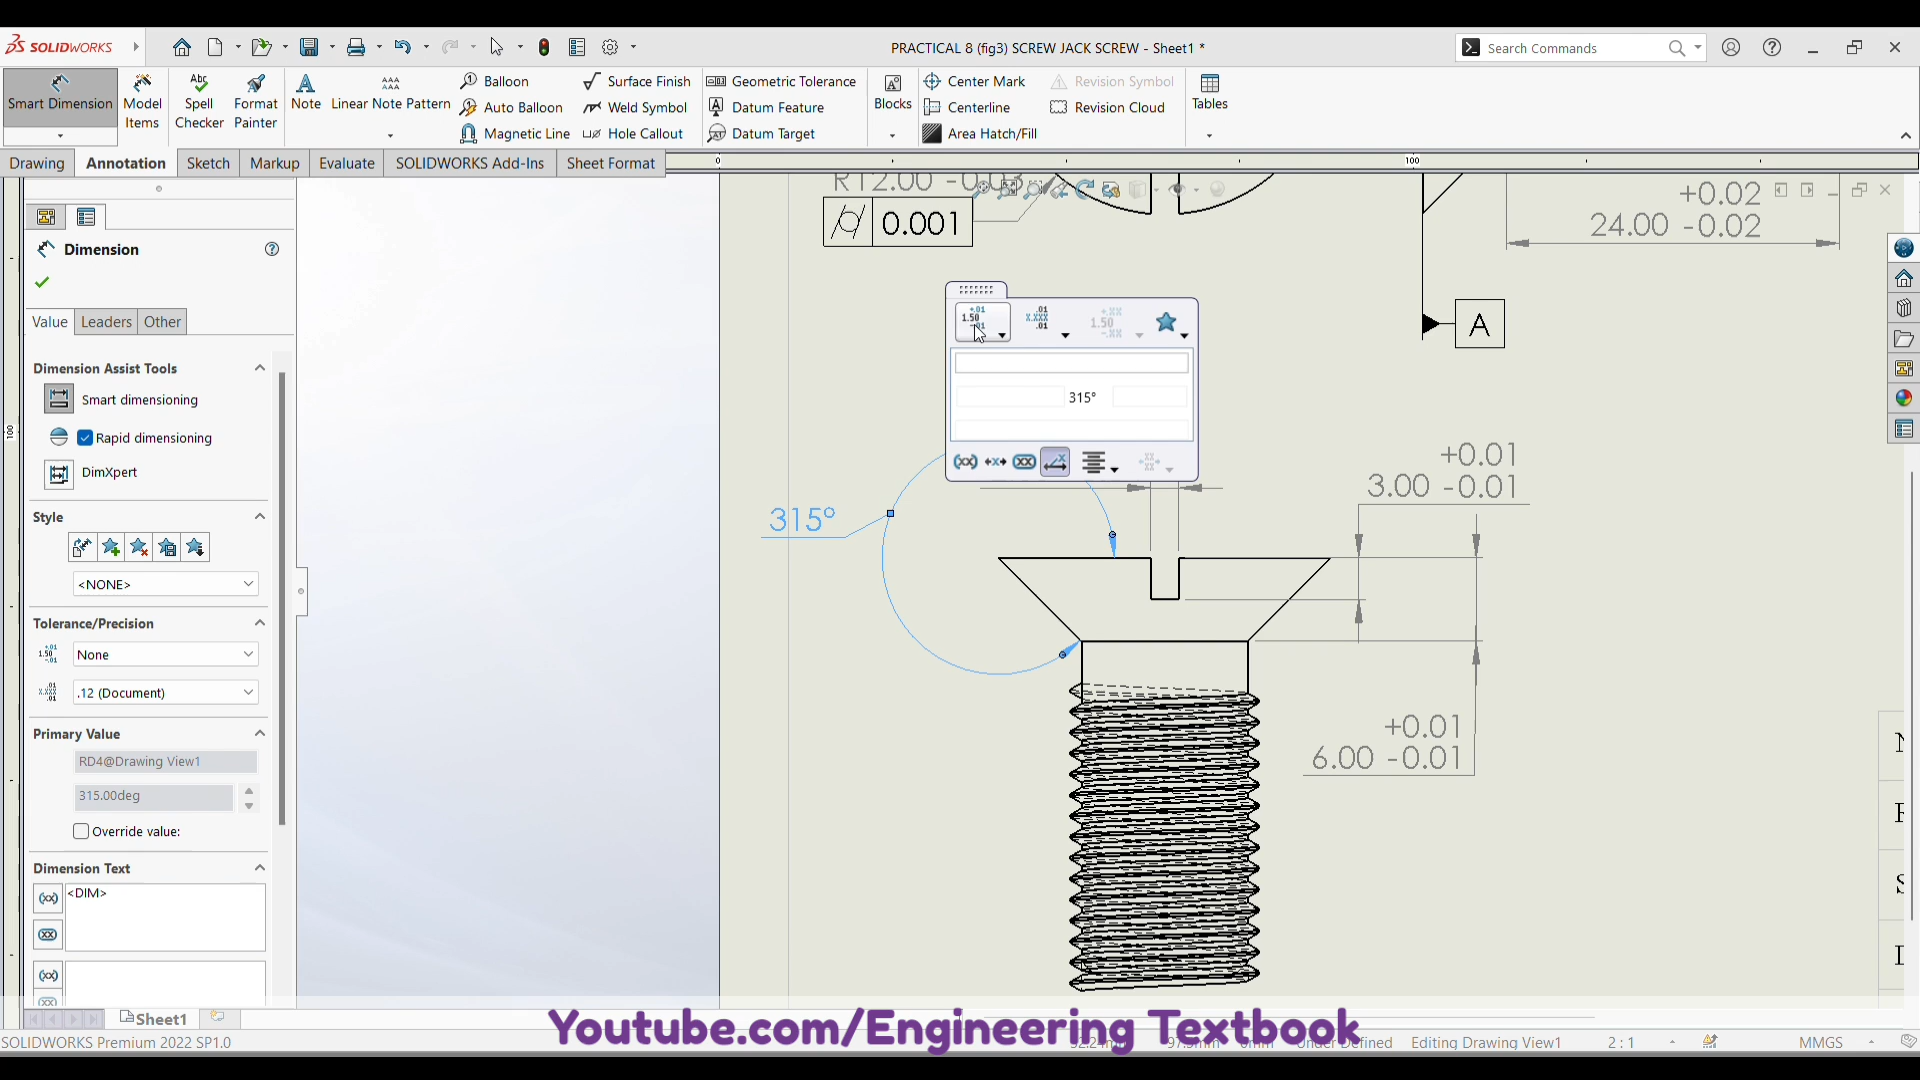 SOLIDWORKS
PRACTICAL 8 (fig3) SCREW JACK SCREW - Sheet1 *
Search Commands
Smart Dimension
Model Items
Spell Checker
Format Painter
Note
Linear Note Pattern
Balloon
Auto Balloon
Magnetic Line
Surface Finish
Weld Symbol
Hole Callout
Geometric Tolerance
Datum Feature
Datum Target
Blocks
Center Mark
Centerline
Area Hatch/Fill
Revision Symbol
Revision Cloud
Tables
Drawing
Annotation
Sketch
Markup
Evaluate
SOLIDWORKS Add-Ins
Sheet Format
0
100
100
Dimension
Value
Leaders
Other
Dimension Assist Tools
Smart dimensioning
Rapid dimensioning
DimXpert
Style
<NONE>
Tolerance/Precision
None
.12 (Document)
Primary Value
RD4@Drawing View1
315.00deg
Override value:
Dimension Text
<DIM>
R12.00 -0.03
0.001
+0.02
24.00 -0.02
A
315°
315°
+0.01
3.00 -0.01
+0.01
6.00 -0.01
Sheet1
Youtube.com/Engineering Textbook
SOLIDWORKS Premium 2022 SP1.0
Under Defined
Editing Drawing View1
2 : 1
MMGS